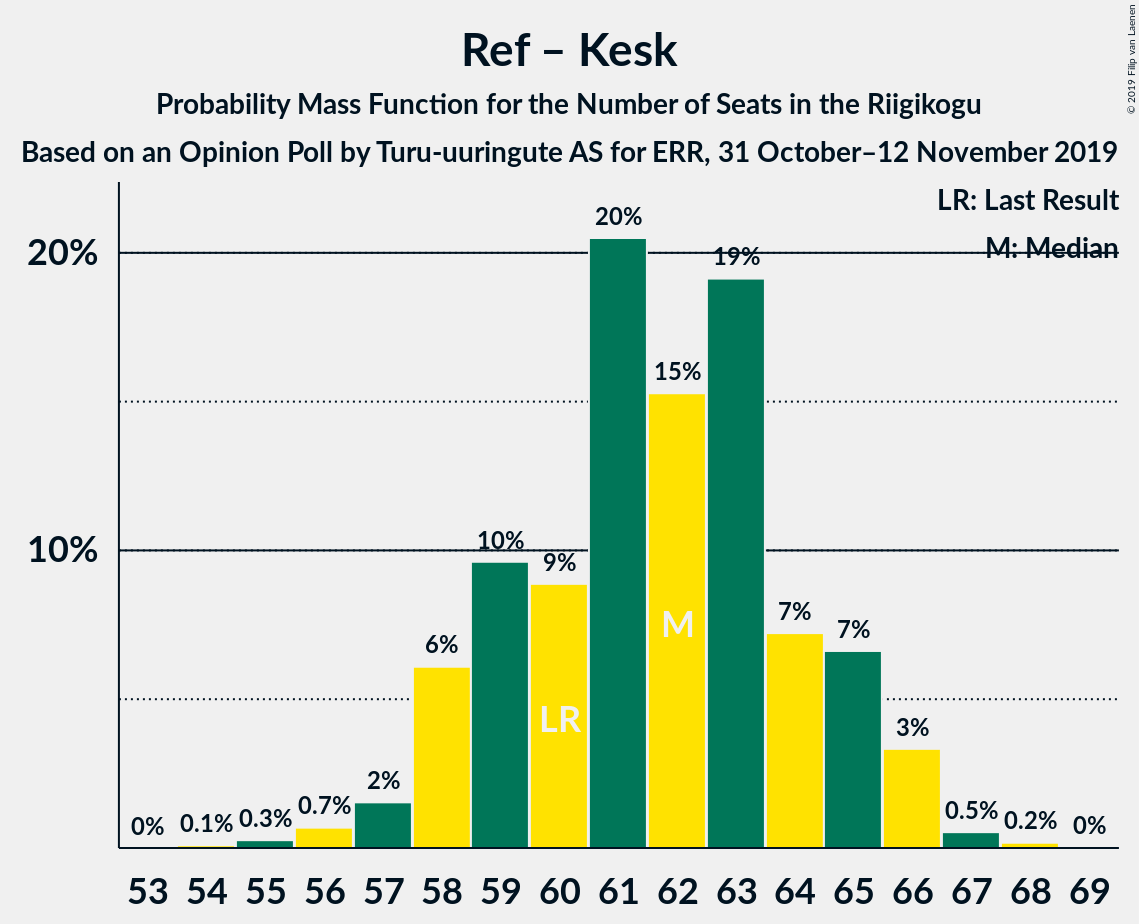 Ref – Kesk
Probability Mass Function for the Number of Seats in the Riigikogu
Based on an Opinion Poll by Turu-uuringute AS for ERR, 31 October–12 November 2019
© 2019 Filip van Laenen
LR: Last Result
M: Median
20%
10%
0%
0.1%
0.3%
0.7%
2%
6%
10%
9%
20%
15%
19%
7%
7%
3%
0.5%
0.2%
0%
LR
M
53 54 55 56 57 58 59 60 61 62 63 64 65 66 67 68 69